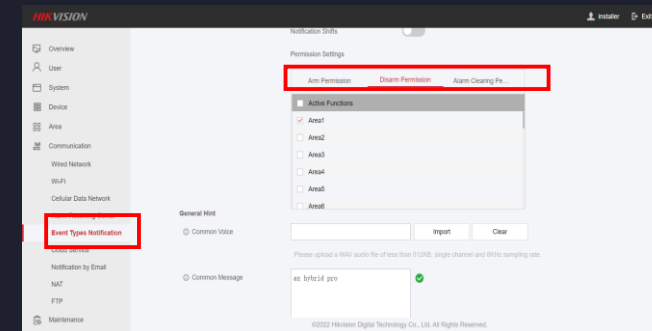 HIKVISION
Installer
Exit
Overview
User
System
Device
Area
Communication
Wired Network
Wi-Fi
Cellular Data Network
Event Types Notification
Cloud Service
Notification by Email
NAT
FTP
Maintenance
Notification Shifts
Permission Settings
Arm Permission Disarm Permission Alarm Clearing Pe...
Active Functions
Area1
Area2
Area3
Area4
Area5
Area6
General Hint
Common Voice
Import Clear
Please upload a WAV audio file of less than 512KB, single channel and 8KHz sampling rate.
Common Message
ax hybrid pro
©2022 Hikvision Digital Technology Co., Ltd. All Rights Reserved.